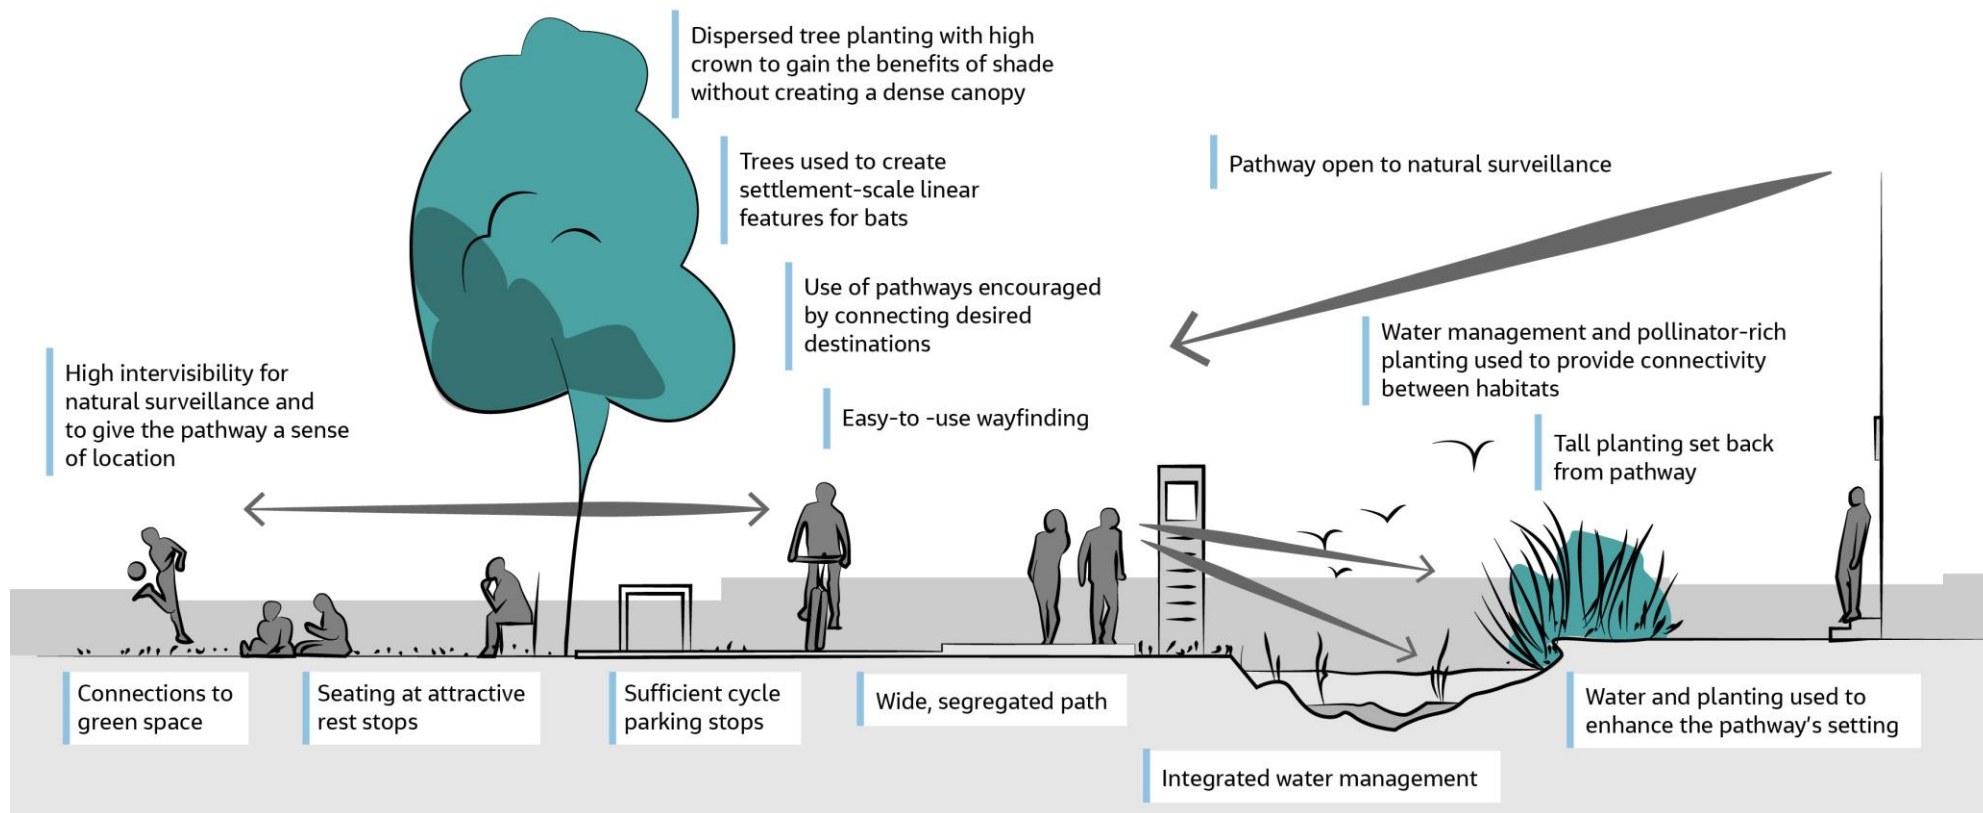 Dispersed tree planting with high
crown to gain the benefits of shade
without creating a dense canopy
Trees used to create
settlement-scale linear
features for bats
Pathway open to natural surveillance
Use of pathways encouraged
by connecting desired
destinations
Water management and pollinator-rich
planting used to provide connectivity
between habitats
High intervisibility for
natural surveillance and
to give the pathway a sense
of location
Easy-to -use wayfinding
Tall planting set back
from pathway
Connections to
green space
Seating at attractive
rest stops
Sufficient cycle
parking stops
Wide, segregated path
Water and planting used to
enhance the pathway's setting
Integrated water management